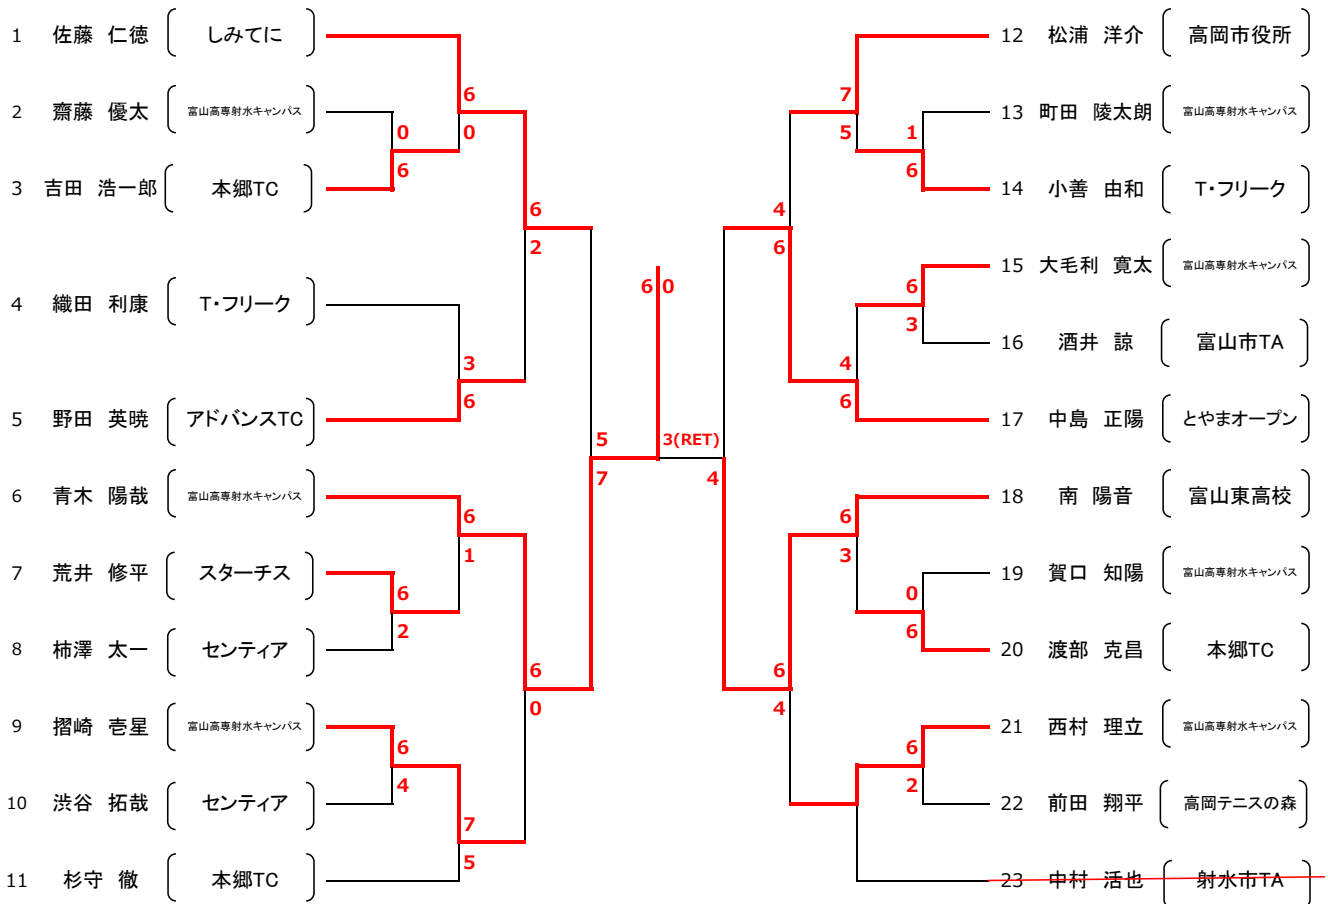 1 佐藤 仁徳 しみてに
2 齋藤 優太 富山高専射水キャンパス
3 吉田 浩一郎 本郷TC
4 織田 利康 T・フリーク
5 野田 英暁 アドバンスTC
6 青木 陽哉 富山高専射水キャンパス
7 荒井 修平 スターチス
8 柿澤 太一 センティア
9 摺崎 壱星 富山高専射水キャンパス
10 渋谷 拓哉 センティア
11 杉守 徹 本郷TC
6
0
0
6
6
2
3
6
5
7
6
1
6
2
6
0
6
4
7
5
6 0
3(RET)
4
7
5
1
6
4
6
6
3
4
6
6
3
0
6
6
4
6
2
12 松浦 洋介 高岡市役所
13 町田 陵太朗 富山高専射水キャンパス
14 小善 由和 T・フリーク
15 大毛利 寛太 富山高専射水キャンパス
16 酒井 諒 富山市TA
17 中島 正陽 とやまオープン
18 南 陽音 富山東高校
19 賀口 知陽 富山高専射水キャンパス
20 渡部 克昌 本郷TC
21 西村 理立 富山高専射水キャンパス
22 前田 翔平 高岡テニスの森
23 中村 活也 射水市TA